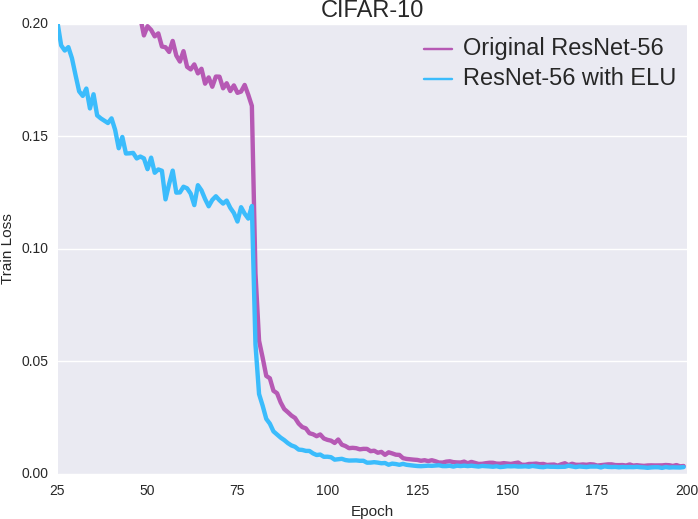 CIFAR-10
Original ResNet-56
ResNet-56 with ELU
0.20
0.15
0.10
0.05
0.00
Train Loss
25 50 75 100 125 150 175 200
Epoch